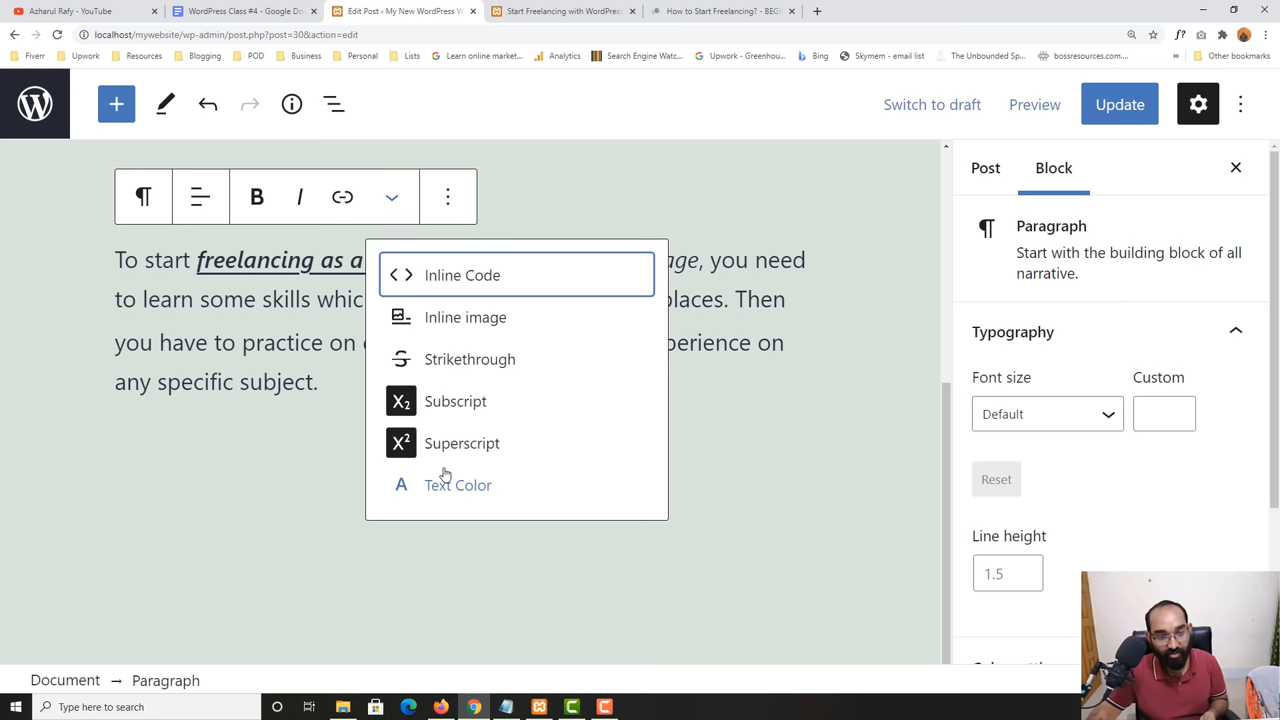 Azharul Rafy - YouTube
WordPress Class #4 - Google Do
Edit Post ‹ My New WordPress W
Start Freelancing with WordPress
How to Start Freelancing? - BEGI
localhost/mywebsite/wp-admin/post.php?post=30&action=edit
Fiverr
Upwork
Resources
Blogging
POD
Business
Personal
Lists
Learn online market...
Analytics
Search Engine Watc...
Upwork - Greenhou...
Bing
Skymem - email list
The Unbounded Sp...
bossresources.com...
»
Other bookmarks
Switch to draft
Preview
Update
Post
Block
Paragraph
Start with the building block of all
narrative.
Typography
Font size
Custom
Default
Reset
Line height
1.5
B I
To start freelancing as a age, you need
to learn some skills whic places. Then
you have to practice on perience on
any specific subject.
Inline Code
Inline image
Strikethrough
X2 Subscript
X2 Superscript
A Text Color
Document → Paragraph
Type here to search